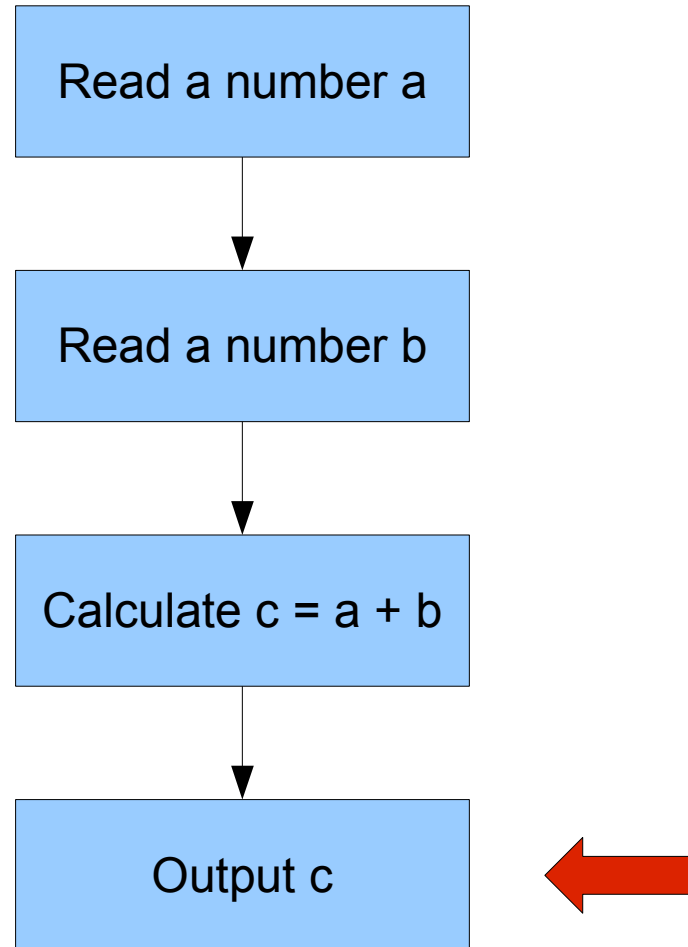 Read a number a
Read a number b
Calculate c = a + b
Output c